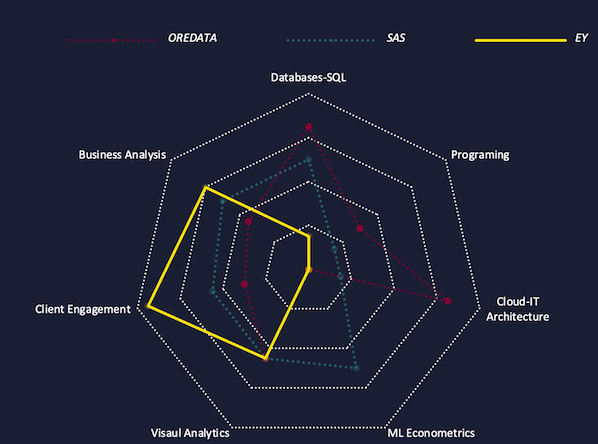 OREDATA
SAS
EY
Databases-SQL
Business Analysis
Programing
Client Engagement
Cloud-IT
Architecture
Visaul Analytics
ML Econometrics